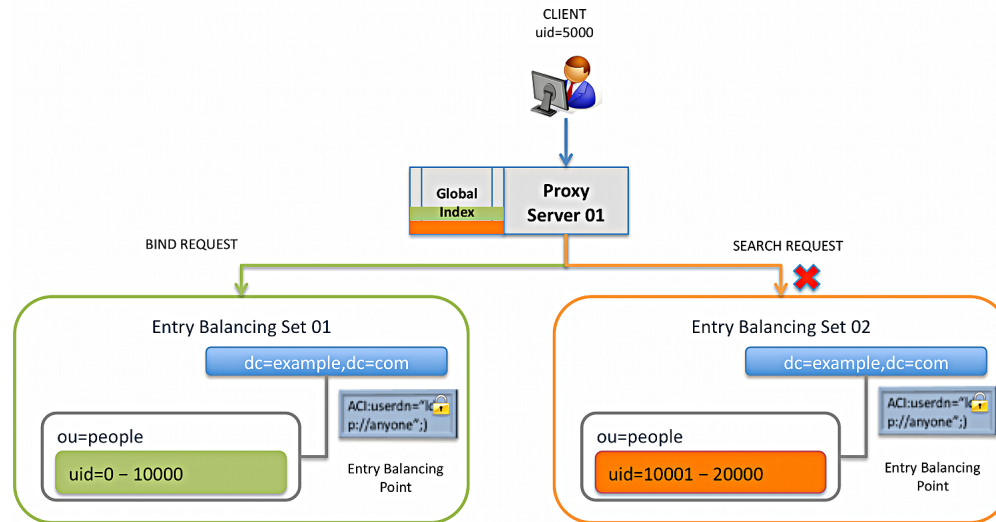 CLIENT
uid=5000
Global
Index
Proxy
Server 01
BIND REQUEST
SEARCH REQUEST
Entry Balancing Set 01
dc=example,dc=com
ou=people
uid=0 – 10000
p://anyone";)
Entry Balancing
Point
Entry Balancing Set 02
dc=example,dc=com
ou=people
uid=10001 – 20000
p://anyone";)
Entry Balancing
Point